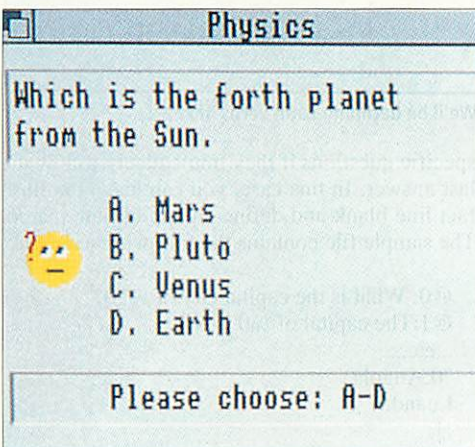 Physics
Which is the forth planet
from the Sun.
A. Mars
B. Pluto
C. Venus
D. Earth
Please choose: A-D